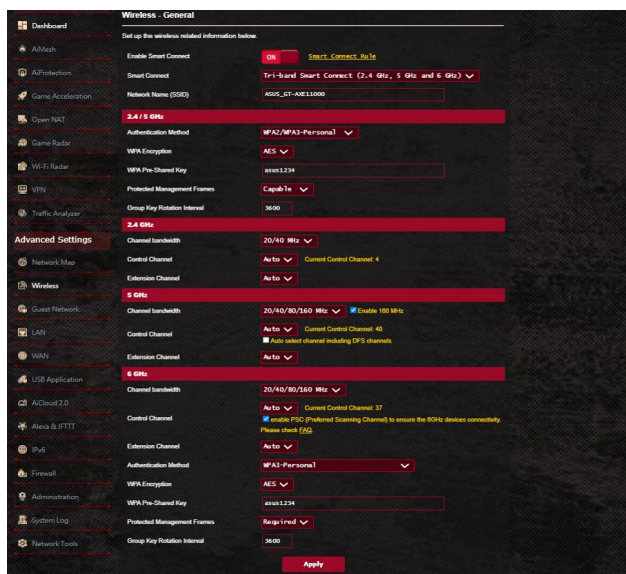 Wireless - General
Set up the wireless related information below.
Enable Smart Connect ON Smart Connect Rule
Smart Connect Tri-band Smart Connect (2.4 GHz, 5 GHz and 6 GHz)
Network Name (SSID) ASUS_GT-AXE11000
2.4 / 5 GHz
Authentication Method WPA2/WPA3-Personal
WPA Encryption AES
WPA Pre-Shared Key asus1234
Protected Management Frames Capable
Group Key Rotation Interval 3600
2.4 GHz
Channel bandwidth 20/40 MHz
Control Channel Auto Current Control Channel: 4
Extension Channel Auto
5 GHz
Channel bandwidth 20/40/80/160 MHz Enable 160 MHz
Control Channel Auto Current Control Channel: 40
Auto select channel including DFS channels
Extension Channel Auto
6 GHz
Channel bandwidth 20/40/80/160 MHz
Control Channel Auto Current Control Channel: 37
enable PSC (Preferred Scanning Channel) to ensure the 6GHz devices connectivity.
Please check FAQ.
Extension Channel Auto
Authentication Method WPA3-Personal
WPA Encryption AES
WPA Pre-Shared Key asus1234
Protected Management Frames Required
Group Key Rotation Interval 3600
Apply
Dashboard
AiMesh
AiProtection
Game Acceleration
Open NAT
Game Radar
Wi-Fi Radar
VPN
Traffic Analyzer
Advanced Settings
Network Map
Wireless
Guest Network
LAN
WAN
USB Application
AiCloud 2.0
Alexa & IFTTT
IPv6
Firewall
Administration
System Log
Network Tools